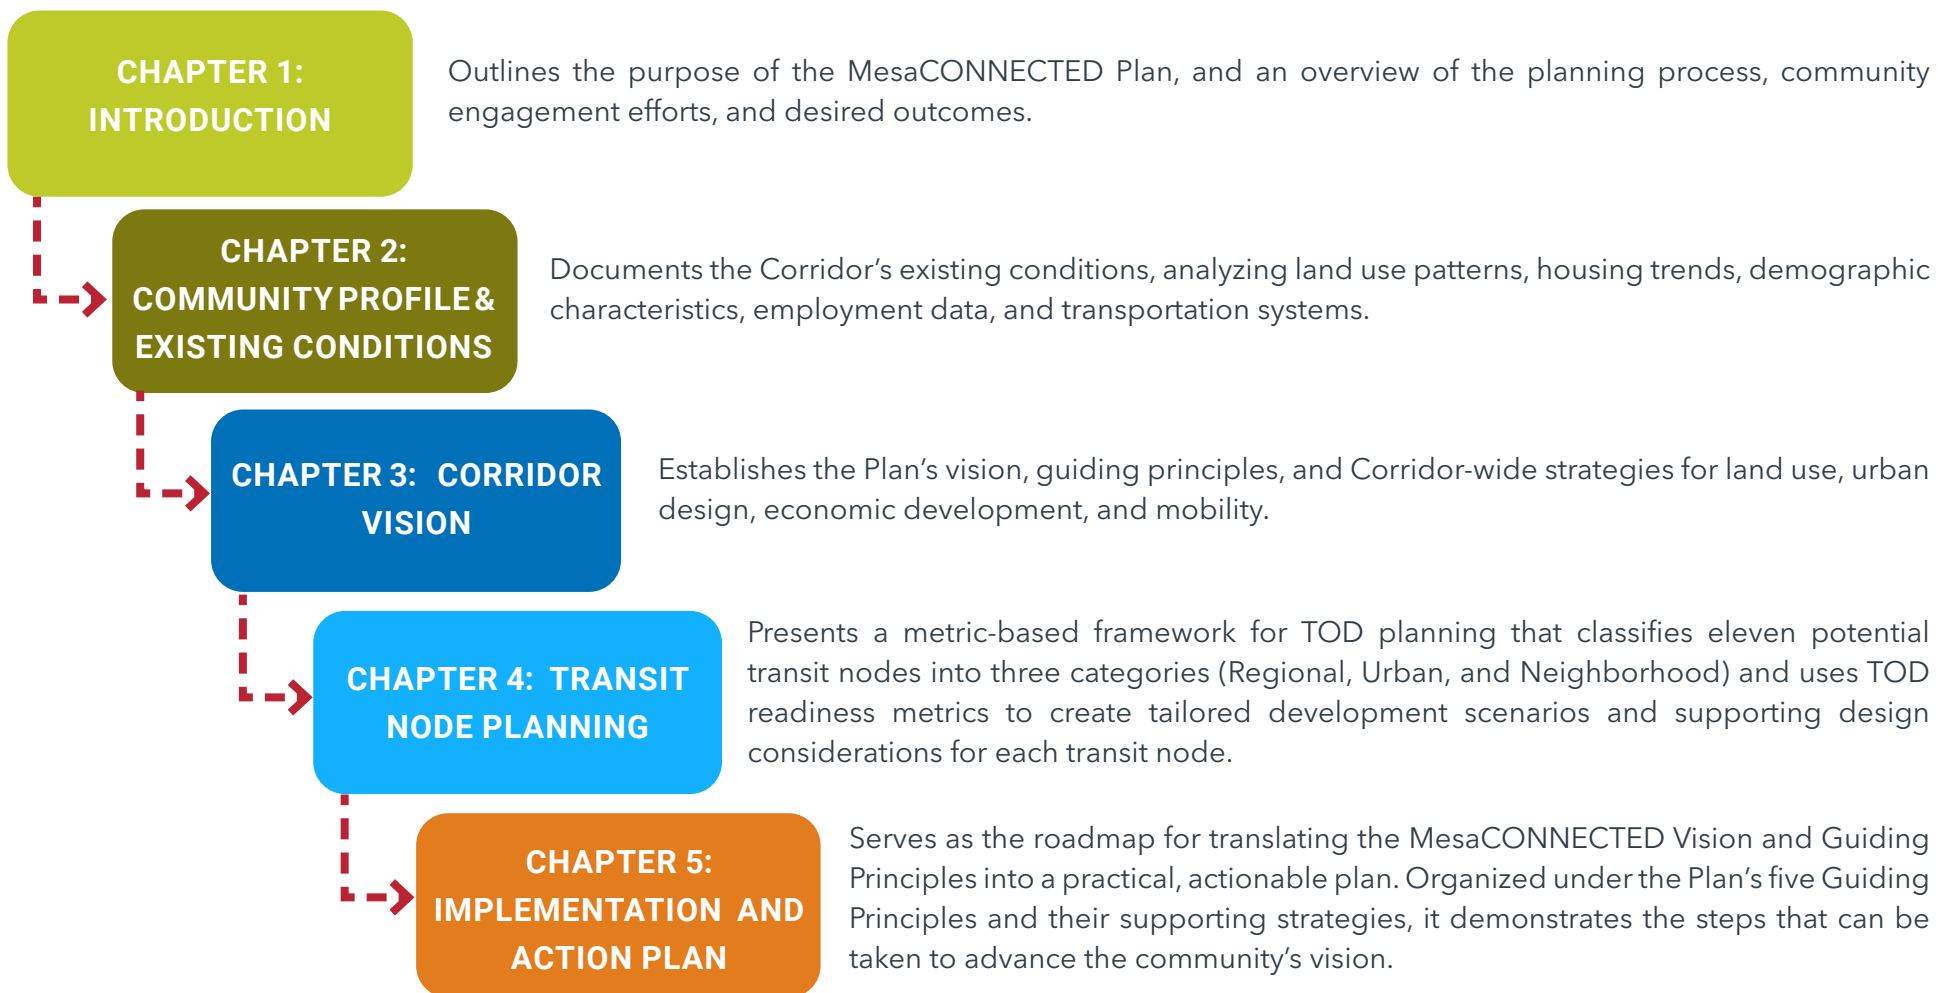 CHAPTER 1:
INTRODUCTION
Outlines the purpose of the MesaCONNECTED Plan, and an overview of the planning process, community
engagement efforts, and desired outcomes.
CHAPTER 2:
COMMUNITY PROFILE &
EXISTING CONDITIONS
Documents the Corridor’s existing conditions, analyzing land use patterns, housing trends, demographic
characteristics, employment data, and transportation systems.
CHAPTER 3: CORRIDOR
VISION
Establishes the Plan’s vision, guiding principles, and Corridor-wide strategies for land use, urban
design, economic development, and mobility.
CHAPTER 4: TRANSIT
NODE PLANNING
Presents a metric-based framework for TOD planning that classifies eleven potential
transit nodes into three categories (Regional, Urban, and Neighborhood) and uses TOD
readiness metrics to create tailored development scenarios and supporting design
considerations for each transit node.
CHAPTER 5:
IMPLEMENTATION AND
ACTION PLAN
Serves as the roadmap for translating the MesaCONNECTED Vision and Guiding
Principles into a practical, actionable plan. Organized under the Plan’s five Guiding
Principles and their supporting strategies, it demonstrates the steps that can be
taken to advance the community’s vision.